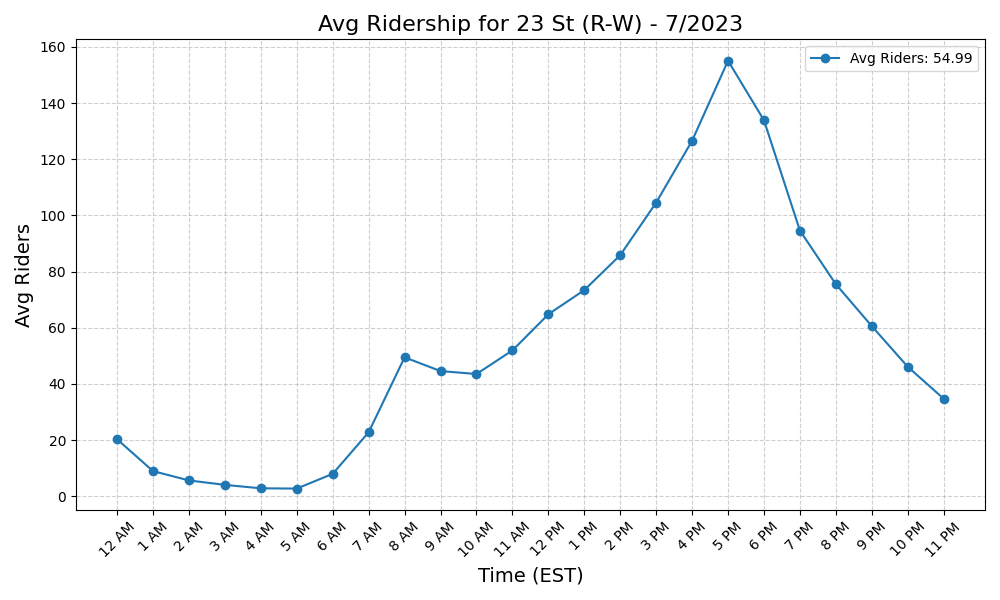 Avg Ridership for 23 St (R-W) - 7/2023
Avg Riders: 54.99
Avg Riders
160
140
120
100
80
60
40
20
0
12 AM
1 AM
2 AM
3 AM
4 AM
5 AM
6 AM
7 AM
8 AM
9 AM
10 AM
11 AM
12 PM
1 PM
2 PM
3 PM
4 PM
5 PM
6 PM
7 PM
8 PM
9 PM
10 PM
11 PM
Time (EST)